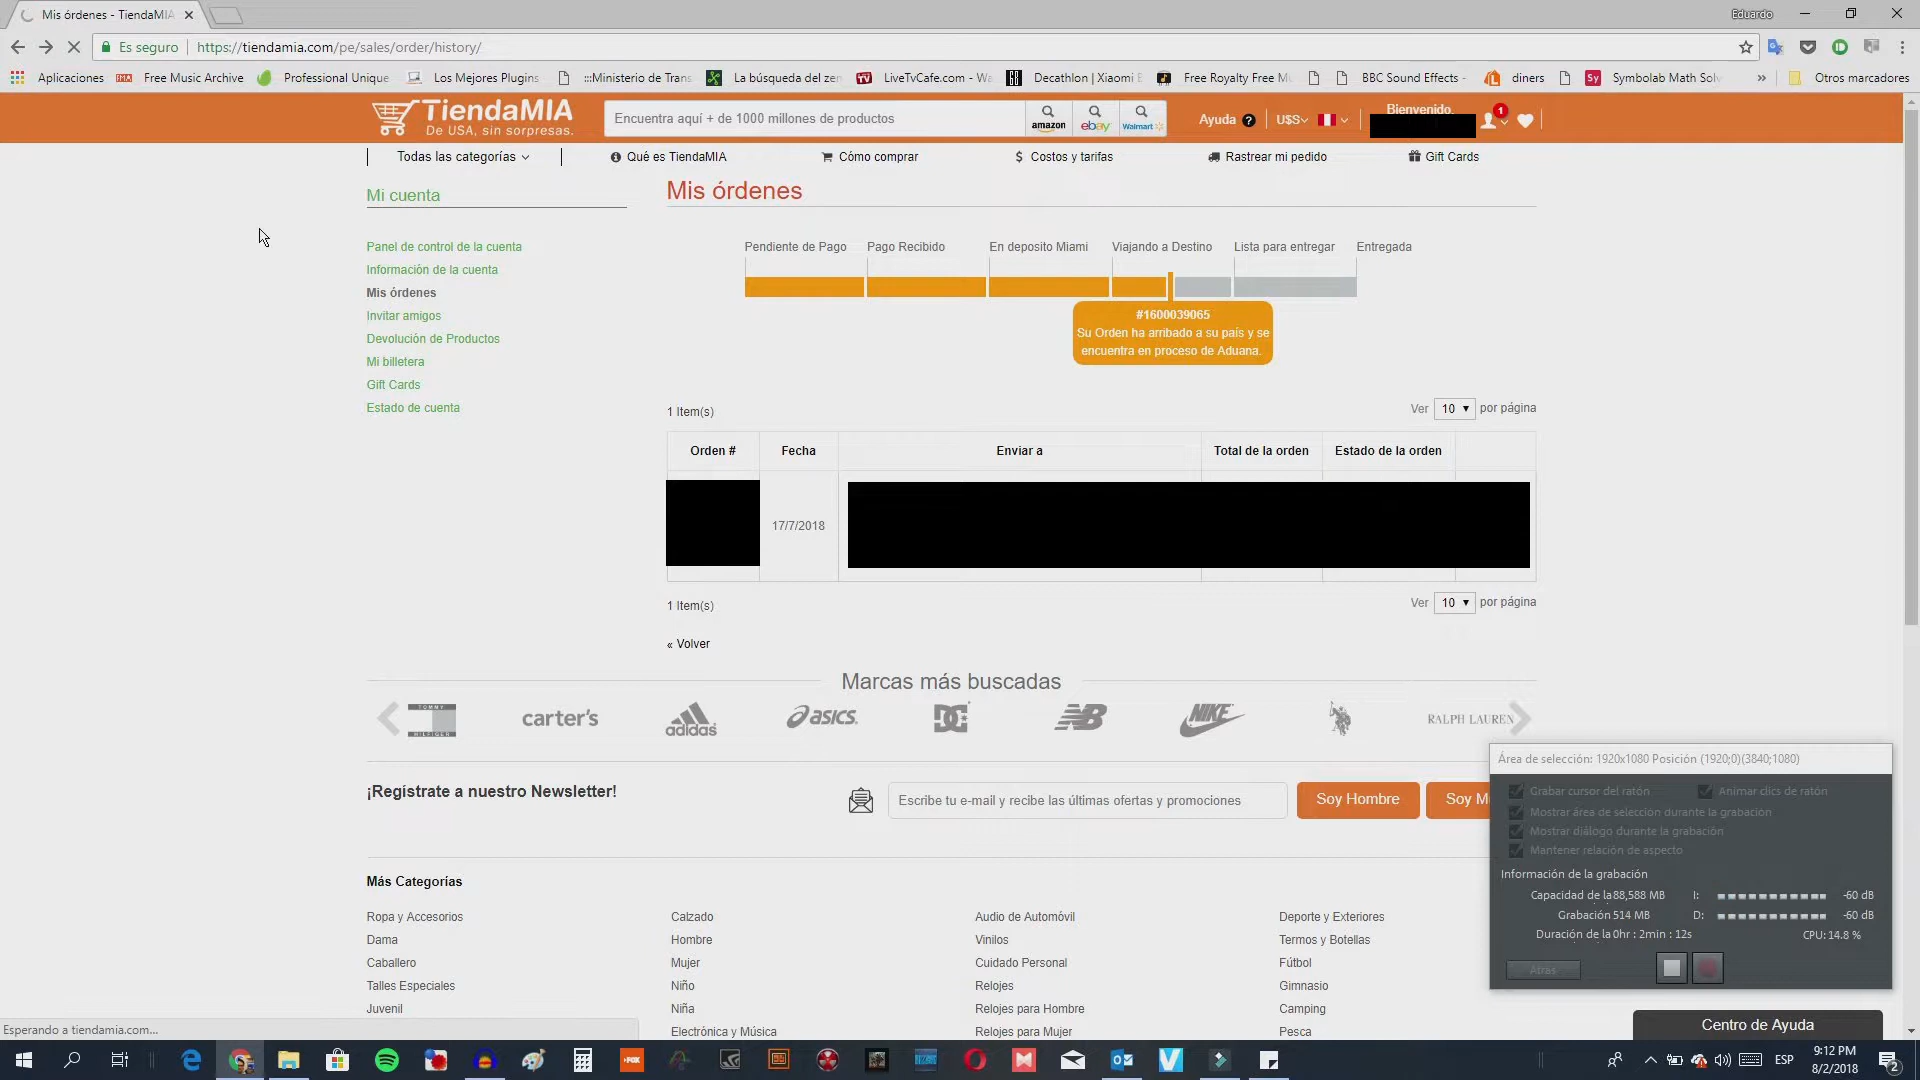 Mis órdenes - TiendaMIA
Eduardo
Es seguro
https://tiendamia.com/pe/sales/order/history/
Aplicaciones
Free Music Archive
Professional Unique
Los Mejores Plugins
:::Ministerio de Trans
La búsqueda del zen
LiveTvCafe.com - Wa
Decathlon | Xiaomi
Free Royalty Free Mu
BBC Sound Effects -
diners
Symbolab Math Solv
»
Otros marcadores
TiendaMIA
De USA, sin sorpresas.
Encuentra aquí + de 1000 millones de productos
amazon
ebay
Walmart
Ayuda
U$S
Bienvenido,
1
Todas las categorías
Qué es TiendaMIA
Cómo comprar
Costos y tarifas
Rastrear mi pedido
Gift Cards
Mi cuenta
Panel de control de la cuenta
Información de la cuenta
Mis órdenes
Invitar amigos
Devolución de Productos
Mi billetera
Gift Cards
Estado de cuenta
Mis órdenes
Pendiente de Pago
Pago Recibido
En deposito Miami
Viajando a Destino
Lista para entregar
Entregada
#1600039065
Su Orden ha arribado a su país y se
encuentra en proceso de Aduana.
1 Item(s)
Ver 10 por página
Orden #
Fecha
Enviar a
Total de la orden
Estado de la orden
17/7/2018
1 Item(s)
Ver 10 por página
« Volver
Marcas más buscadas
TOMMY
HILFIGER
carter's
adidas
asics
DC
NB
NIKE
RALPH LAUREN
¡Regístrate a nuestro Newsletter!
Escribe tu e-mail y recibe las últimas ofertas y promociones
Soy Hombre
Soy M
Más Categorías
Ropa y Accesorios
Dama
Caballero
Talles Especiales
Juvenil
Calzado
Hombre
Mujer
Niño
Niña
Electrónica y Música
Audio de Automóvil
Vinilos
Cuidado Personal
Relojes
Relojes para Hombre
Relojes para Mujer
Deporte y Exteriores
Termos y Botellas
Fútbol
Gimnasio
Camping
Pesca
Área de selección: 1920x1080 Posición (1920;0)(3840;1080)
Grabar cursor del ratón
Animar clics de ratón
Mostrar área de selección durante la grabación
Mostrar diálogo durante la grabación
Mantener relación de aspecto
Información de la grabación
Capacidad de la 88,588 MB
I:
-60 dB
Grabación 514 MB
D:
-60 dB
Duración de la 0hr : 2min : 12s
CPU: 14.8 %
Atrás
Centro de Ayuda
Esperando a tiendamia.com...
ESP
9:12 PM
8/2/2018
2